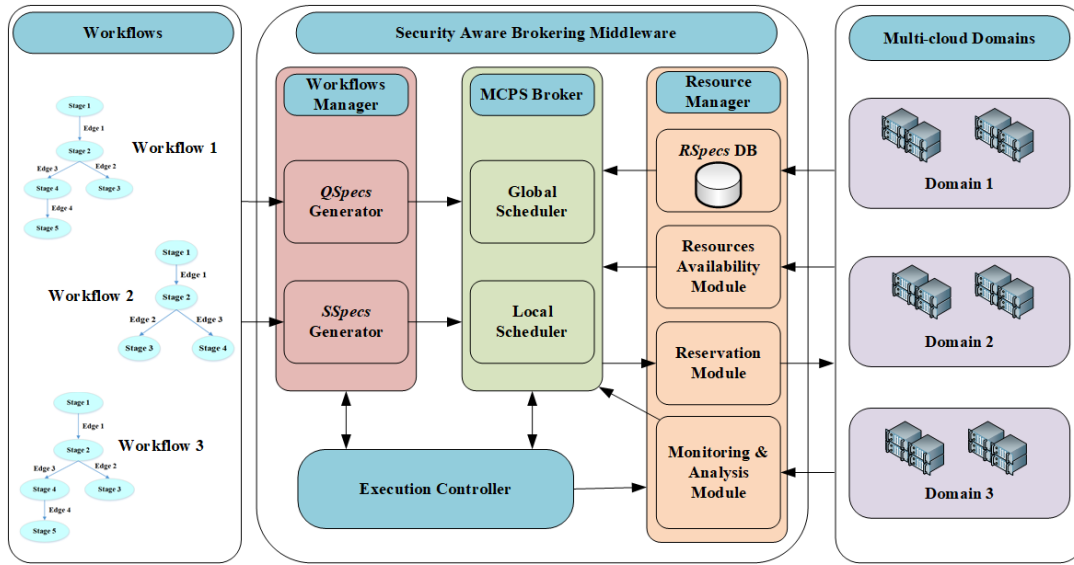 Workflows
Stage 1
Edge 1
Stage 2
Edge 3
Edge 2
Stage 4
Stage 3
Edge 4
Stage 5
Workflow 1
Stage 1
Edge 1
Stage 2
Edge 2
Edge 3
Stage 3
Stage 4
Workflow 2
Stage 1
Edge 1
Stage 2
Edge 3
Edge 2
Stage 4
Stage 3
Edge 4
Stage 5
Workflow 3
Security Aware Brokering Middleware
Workflows
Manager
QSpecs
Generator
SSpecs
Generator
MCPS Broker
Global
Scheduler
Local
Scheduler
Resource
Manager
RSpecs DB
Resources
Availability
Module
Reservation
Module
Monitoring &
Analysis
Module
Execution Controller
Multi-cloud Domains
Domain 1
Domain 2
Domain 3